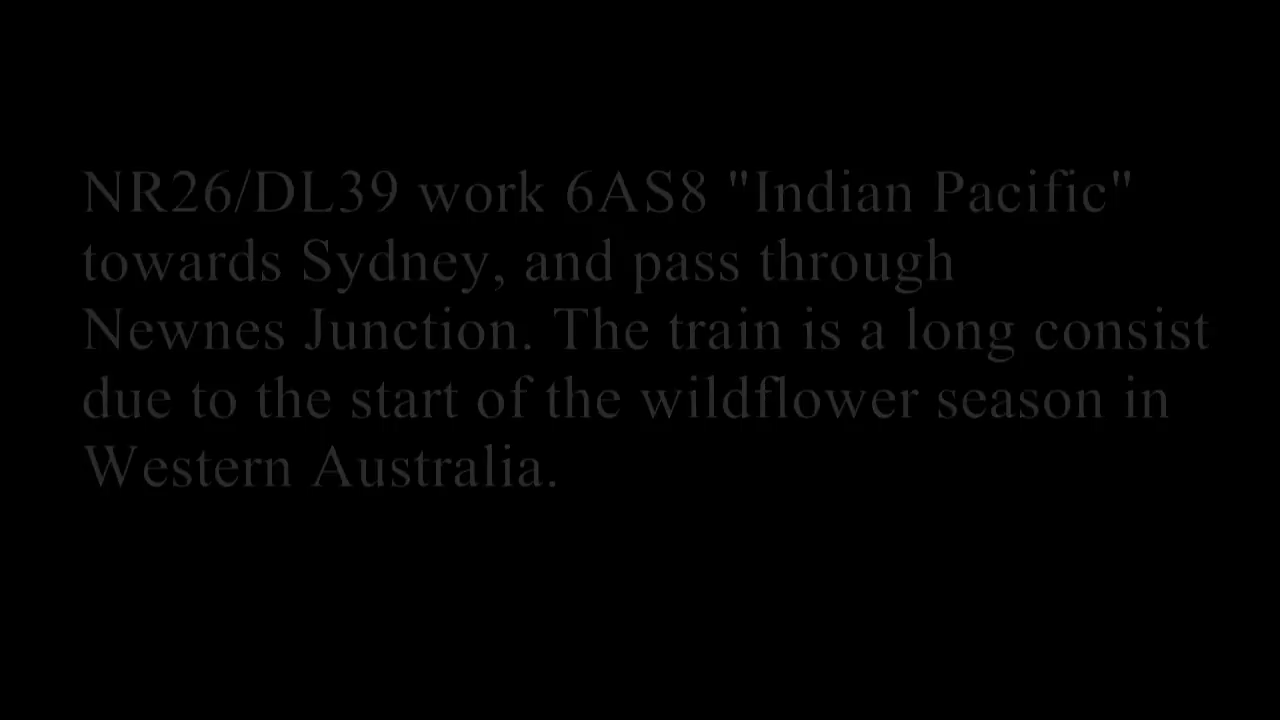 NR26/DL39 work 6AS8 "Indian Pacific"
towards Sydney, and pass through
Newnes Junction. The train is a long consist
due to the start of the wildflower season in
Western Australia.